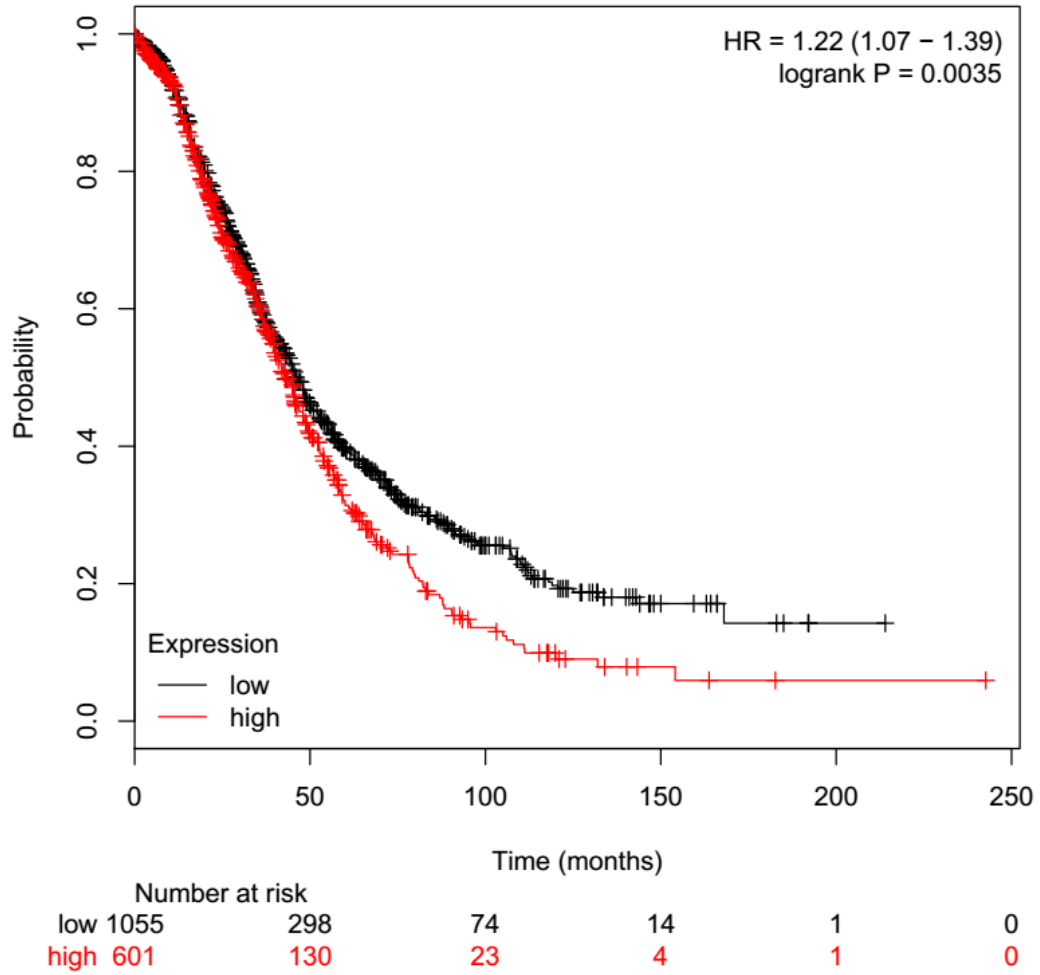 HR = 1.22 (1.07 − 1.39)
logrank P = 0.0035
1.0
0.8
0.6
0.4
0.2
0.0
Probability
Expression
low
high
0 50 100 150 200 250
Time (months)
Number at risk
low 1055 298 74 14 1 0
high 601 130 23 4 1 0